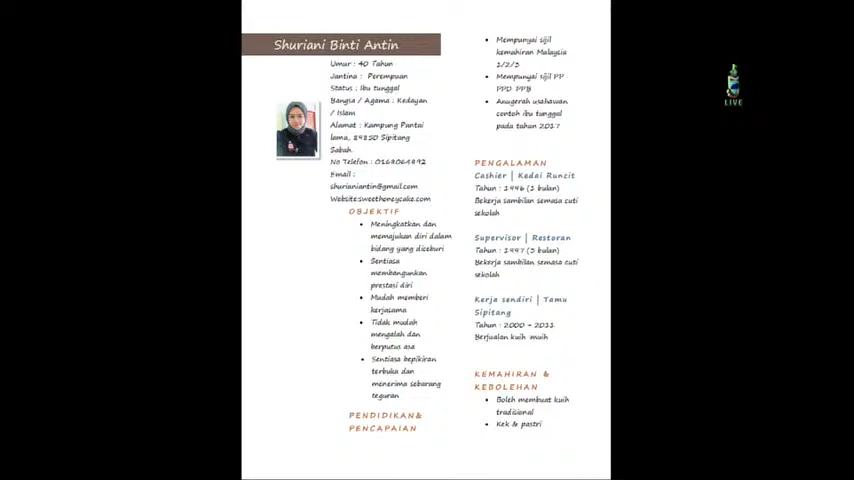 Shuriani Binti Antin
Umur : 40 Tahun
Jantina : Perempuan
Status : Ibu tunggal
Bangsa / Agama : Kedayan
/ Islam
Alamat : Kampung Pantai
lama, 89850 Sipitang
Sabah.
No Telefon : 0169064992
Email :
shurianiantin@gmail.com
Website:sweethoneycake.com
OBJEKTIF
• Meningkatkan dan
memajukan diri dalam
bidang yang diceburi
• Sentiasa
membangunkan
prestasi diri
• Mudah memberi
kerjasama
• Tidak mudah
mengalah dan
berputus asa
• Sentiasa bepikiran
terbuka dan
menerima sebarang
teguran
PENDIDIKAN&
PENCAPAIAN
• Mempunyai sijil
kemahiran Malaysia
1/2/3
• Mempunyai sijil PP
PPD PPB
• Anugerah usahawan
contoh ibu tunggal
pada tahun 2017
PENGALAMAN
Cashier | Kedai Runcit
Tahun : 1996 (1 bulan)
Bekerja sambilan semasa cuti
sekolah
Supervisor | Restoran
Tahun : 1997 (3 bulan)
Bekerja sambilan semasa cuti
sekolah
Kerja sendiri | Tamu
Sipitang
Tahun : 2000 - 2011
Berjualan kuih muih
KEMAHIRAN &
KEBOLEHAN
• Boleh membuat kuih
tradisional
• Kek & pastri
LIVE